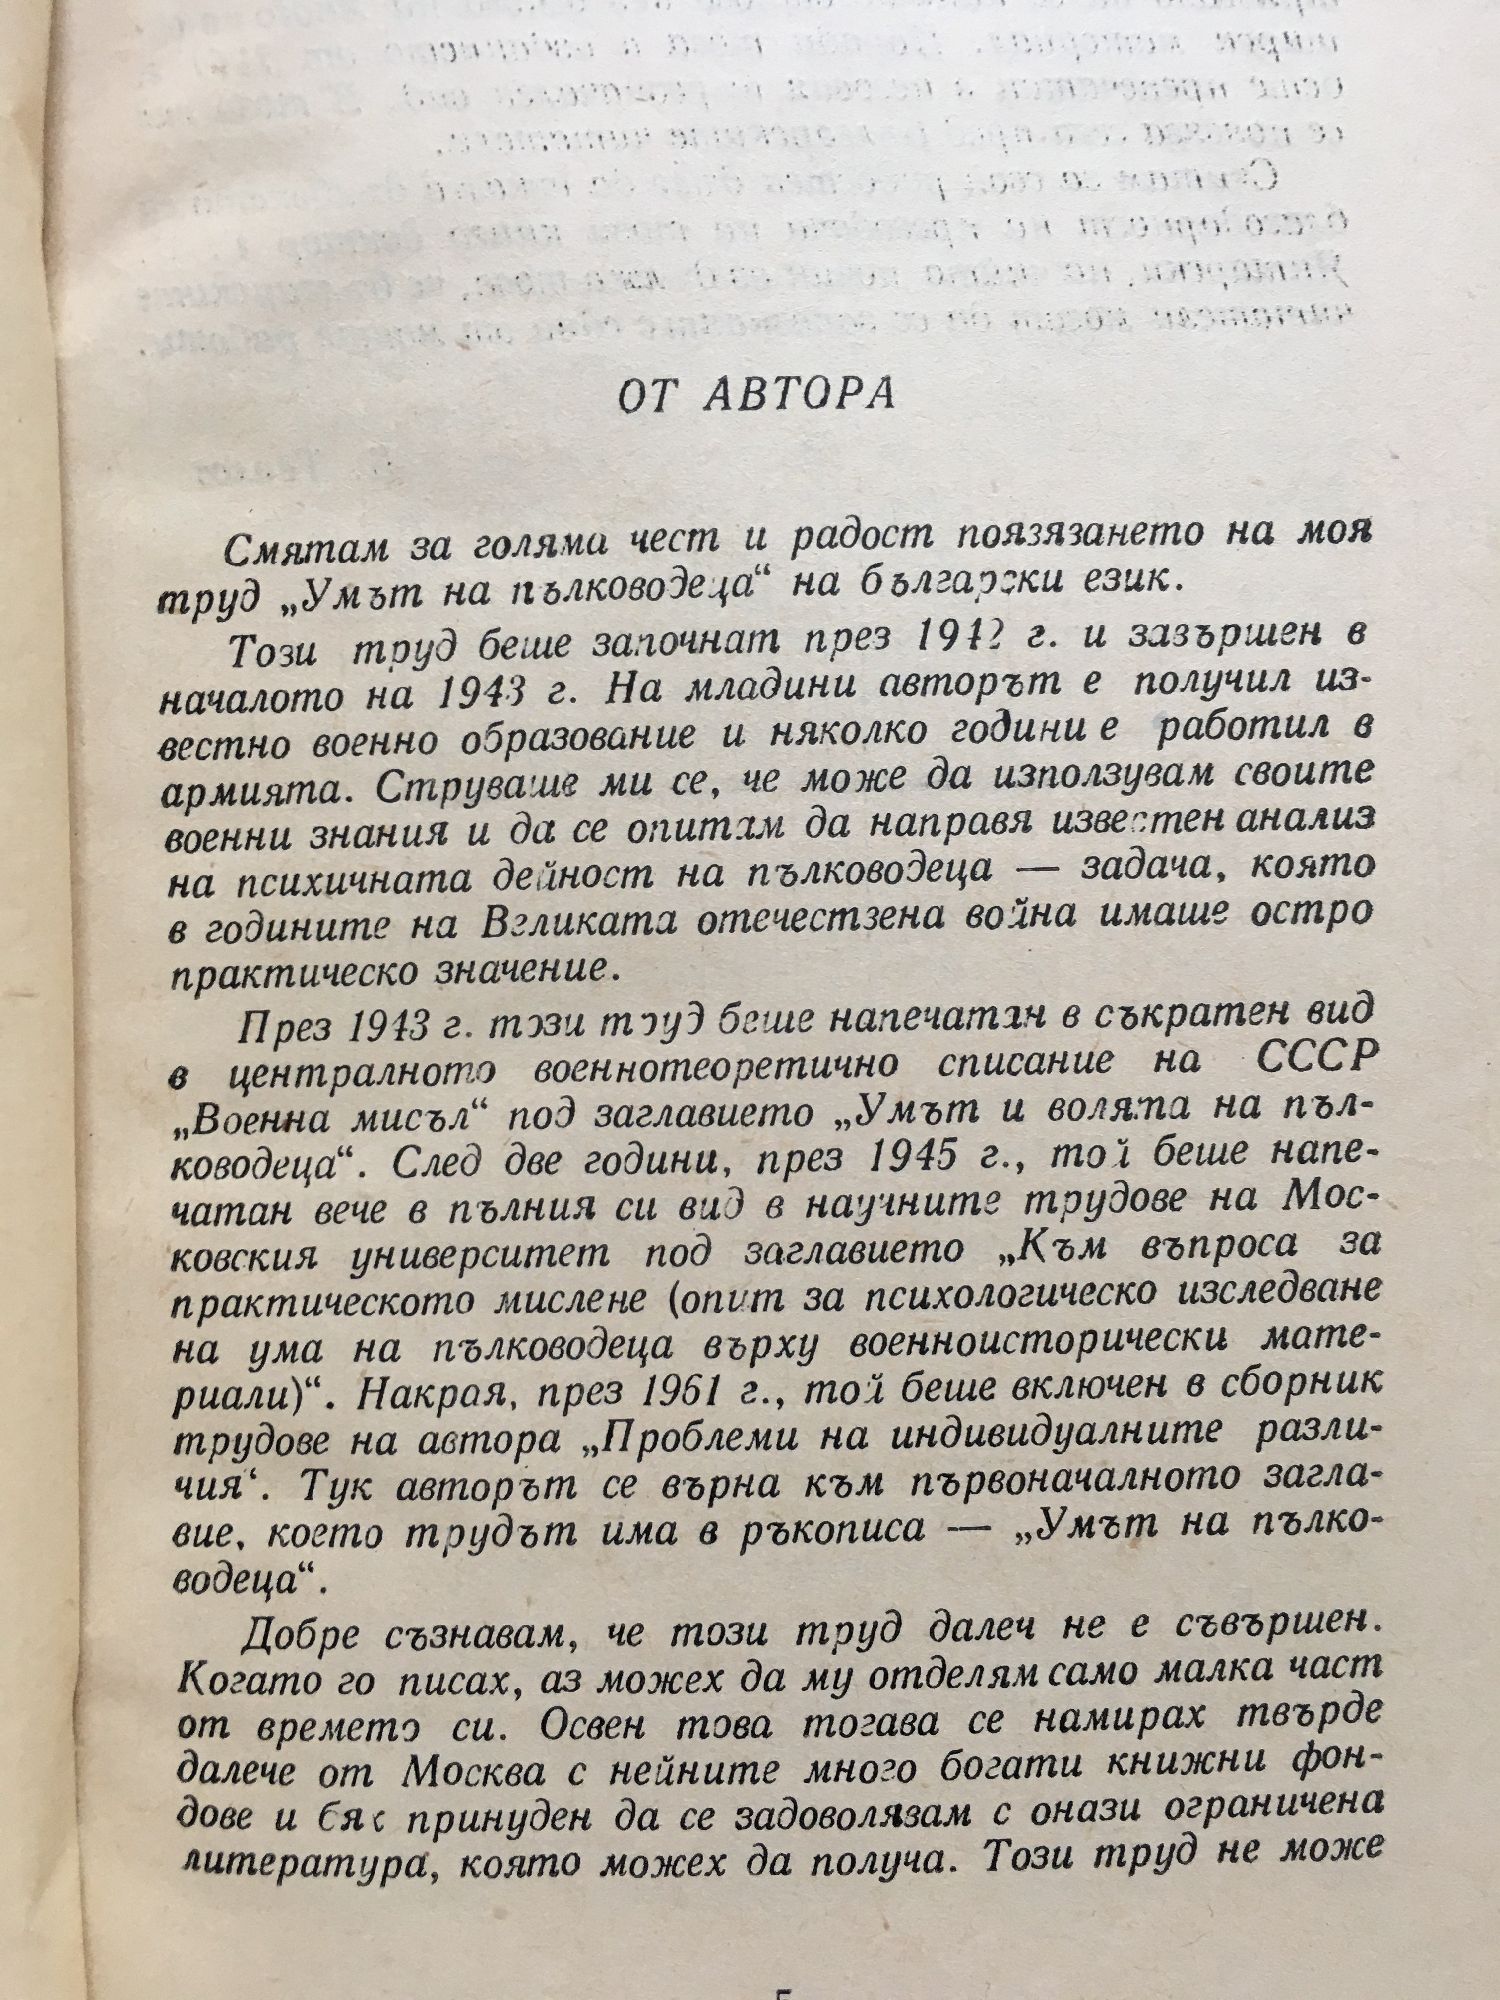 ОТ АВТОРА
Смятам за голяма чест и радост поязязането на моя
труд „Умът на пълководеца“ на български език.
Този труд беше започнат през 1942 г. и завършен в
началото на 1943 г. На младини авторът е получил из-
вестно военно образование и няколко години е работил в
армията. Струваше ми се, че може да използувам своите
военни знания и да се опитам да направя известен анализ
на психичната дейност на пълководеца — задача, която
в годините на Великата отечествена война имаше остро
практическо значение.
През 1943 г. този труд беше напечатан в съкратен вид
в централното военнотеоретично списание на СССР
„Военна мисъл“ под заглавието „Умът и волята на пъл-
ководеца“. След две години, през 1945 г., той беше напе-
чатан вече в пълния си вид в научните трудове на Мос-
ковския университет под заглавието „Към въпроса за
практическото мислене (опит за психологическо изследване
на ума на пълководеца върху военноисторически мате-
риали)“. Накрая, през 1961 г., той беше включен в сборник
трудове на автора „Проблеми на индивидуалните разли-
чия‘. Тук авторът се върна към първоначалното загла-
вие, което трудът има в ръкописа — „Умът на пълко-
водеца“.
Добре съзнавам, че този труд далеч не е съвършен.
Когато го писах, аз можех да му отделям само малка част
от времето си. Освен това тогава се намирах твърде
далече от Москва с нейните много богати книжни фон-
дове и бях принуден да се задоволявам с онази ограничена
литература, която можех да получа. Този труд не може